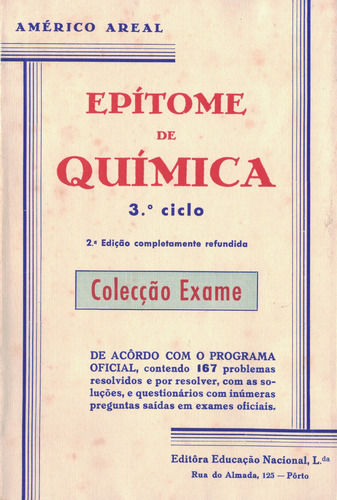 AMÉRICO AREAL
EPÍTOME
DE
QUÍMICA
3.º ciclo
2.ª Edição completamente refundida
Colecção Exame
DE ACÔRDO COM O PROGRAMA
OFICIAL, contendo 167 problemas
resolvidos e por resolver, com as so-
luções, e questionários com inúmeras
preguntas saídas em exames oficiais.
Editôra Educação Nacional, L.da
Rua do Almada, 125 — Pôrto